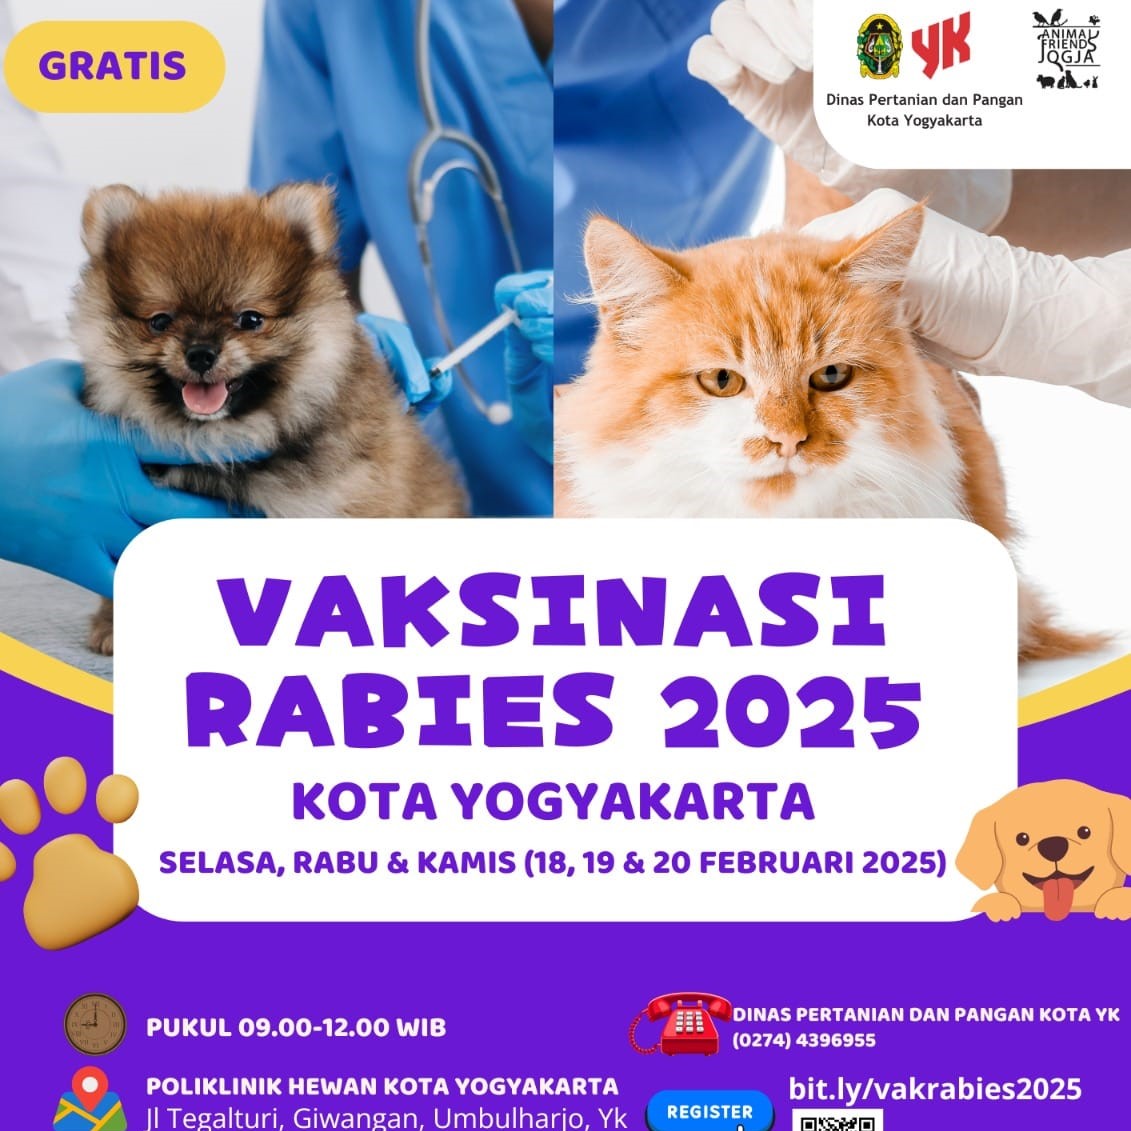 GRATIS
YK
ANIMAL
FRIENDS
JOGJA
Dinas Pertanian dan Pangan
Kota Yogyakarta
VAKSINASI
RABIES 2025
KOTA YOGYAKARTA
SELASA, RABU & KAMIS (18, 19 & 20 FEBRUARI 2025)
PUKUL 09.00-12.00 WIB
DINAS PERTANIAN DAN PANGAN KOTA YK
(0274) 4396955
POLIKLINIK HEWAN KOTA YOGYAKARTA
Jl Tegalturi, Giwangan, Umbulharjo, Yk
REGISTER
bit.ly/vakrabies2025